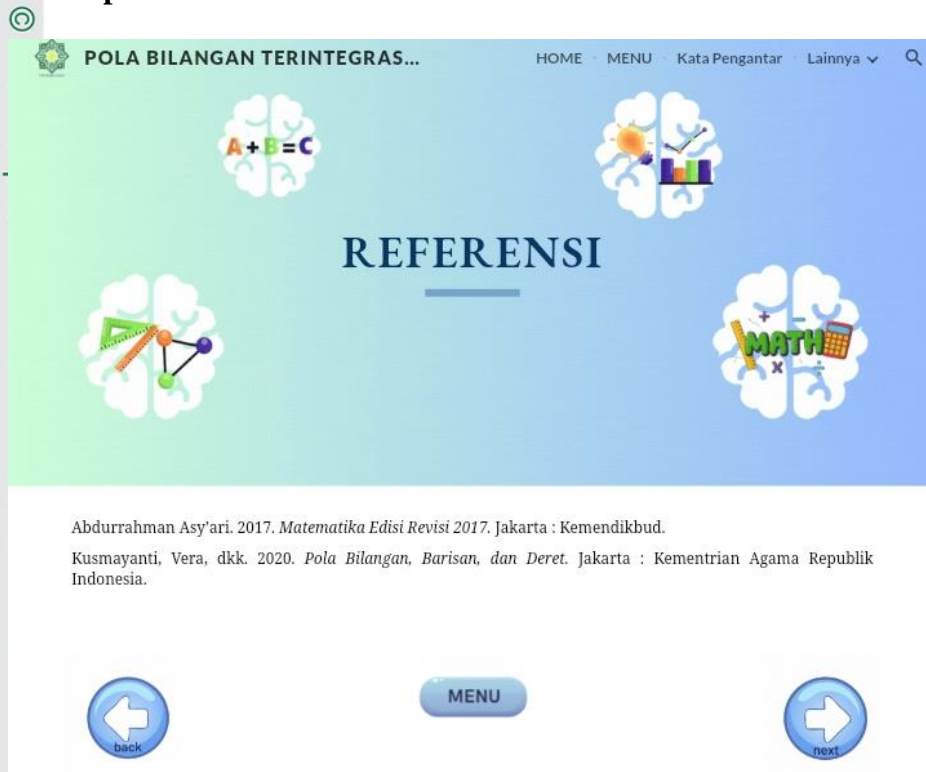 POLA BILANGAN TERINTEGRAS...
HOME MENU Kata Pengantar Lainnya
A+B=C
REFERENSI
MATH
Abdurrahman Asy'ari. 2017. Matematika Edisi Revisi 2017. Jakarta : Kemendikbud.
Kusmayanti, Vera, dkk. 2020. Pola Bilangan, Barisan, dan Deret. Jakarta : Kementrian Agama Republik
Indonesia.
back
MENU
next